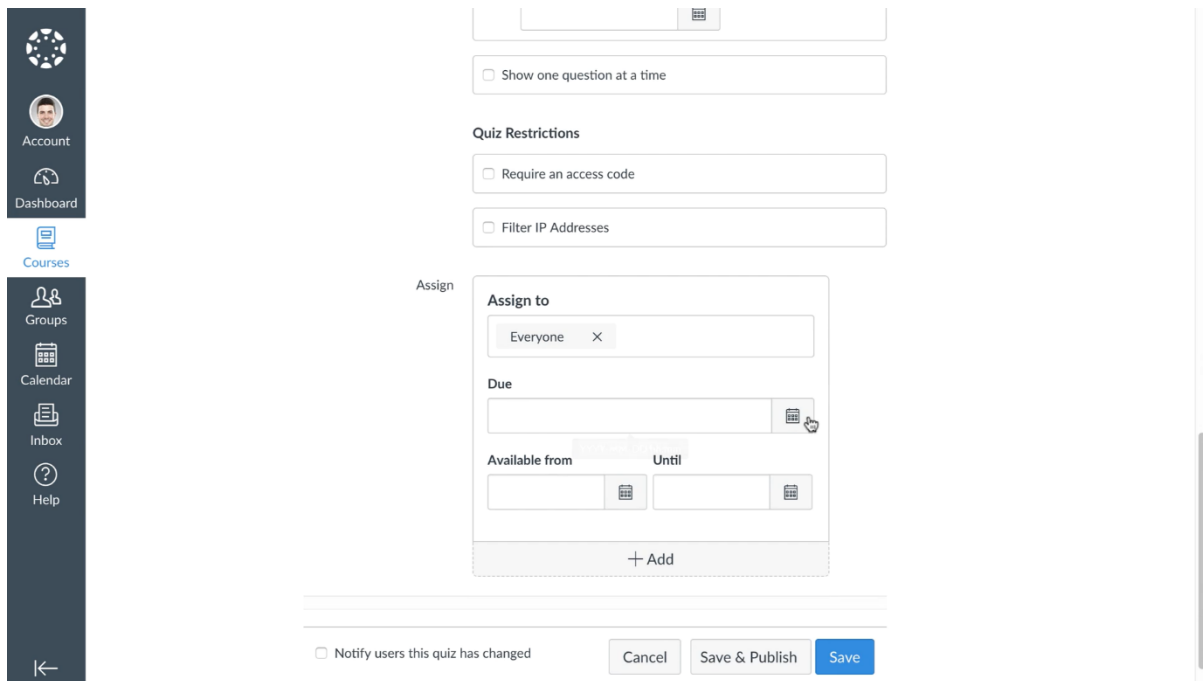 Account
Dashboard
Courses
Groups
Calendar
Inbox
Help
Show one question at a time
Quiz Restrictions
Require an access code
Filter IP Addresses
Assign
Assign to
Everyone
Due
Available from Until
+ Add
Notify users this quiz has changed
Cancel Save & Publish Save